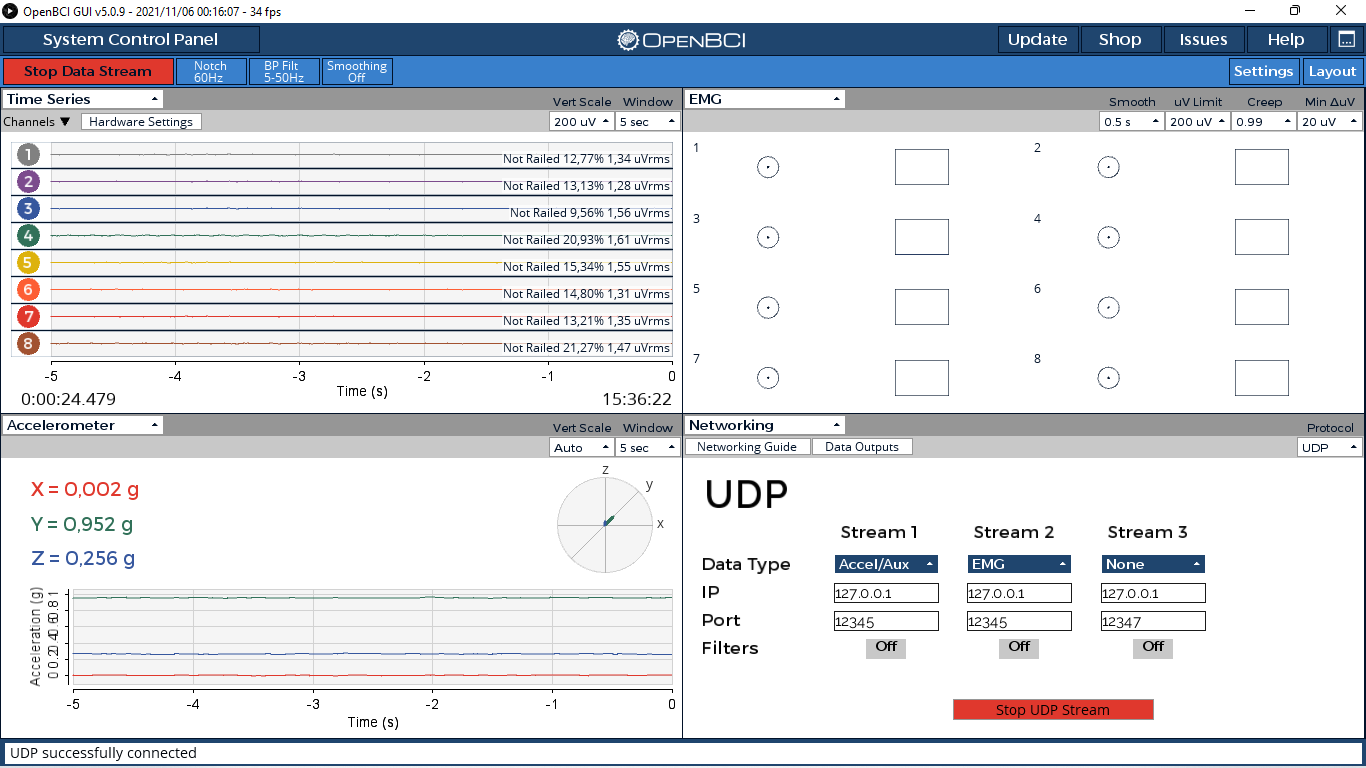 OpenBCI GUI v5.0.9 - 2021/11/06 00:16:07 - 34 fps
System Control Panel
OPENBCI
Update Shop Issues Help
Stop Data Stream
Notch
60Hz
BP Filt
5-50Hz
Smoothing
Off
Settings Layout
Time Series
Vert Scale Window
Channels ▼ Hardware Settings
200 uV 5 sec
1 Not Railed 12,77% 1,34 uVrms
2 Not Railed 13,13% 1,28 uVrms
3 Not Railed 9,56% 1,56 uVrms
4 Not Railed 20,93% 1,61 uVrms
5 Not Railed 15,34% 1,55 uVrms
6 Not Railed 14,80% 1,31 uVrms
7 Not Railed 13,21% 1,35 uVrms
8 Not Railed 21,27% 1,47 uVrms
-5 -4 -3 -2 -1 0
Time (s)
0:00:24.479 15:36:22
EMG
Smooth uV Limit Creep Min ΔuV
0.5 s 200 uV 0.99 20 uV
1 2
3 4
5 6
7 8
Accelerometer
Vert Scale Window
Auto 5 sec
X = 0,002 g
Y = 0,952 g
Z = 0,256 g
z
y
x
Acceleration (g)
0 0.2 0.4 0.6 0.8 1
-5 -4 -3 -2 -1 0
Time (s)
Networking
Protocol
Networking Guide Data Outputs
UDP
UDP
Stream 1 Stream 2 Stream 3
Data Type Accel/Aux EMG None
IP 127.0.0.1 127.0.0.1 127.0.0.1
Port 12345 12345 12347
Filters Off Off Off
Stop UDP Stream
UDP successfully connected